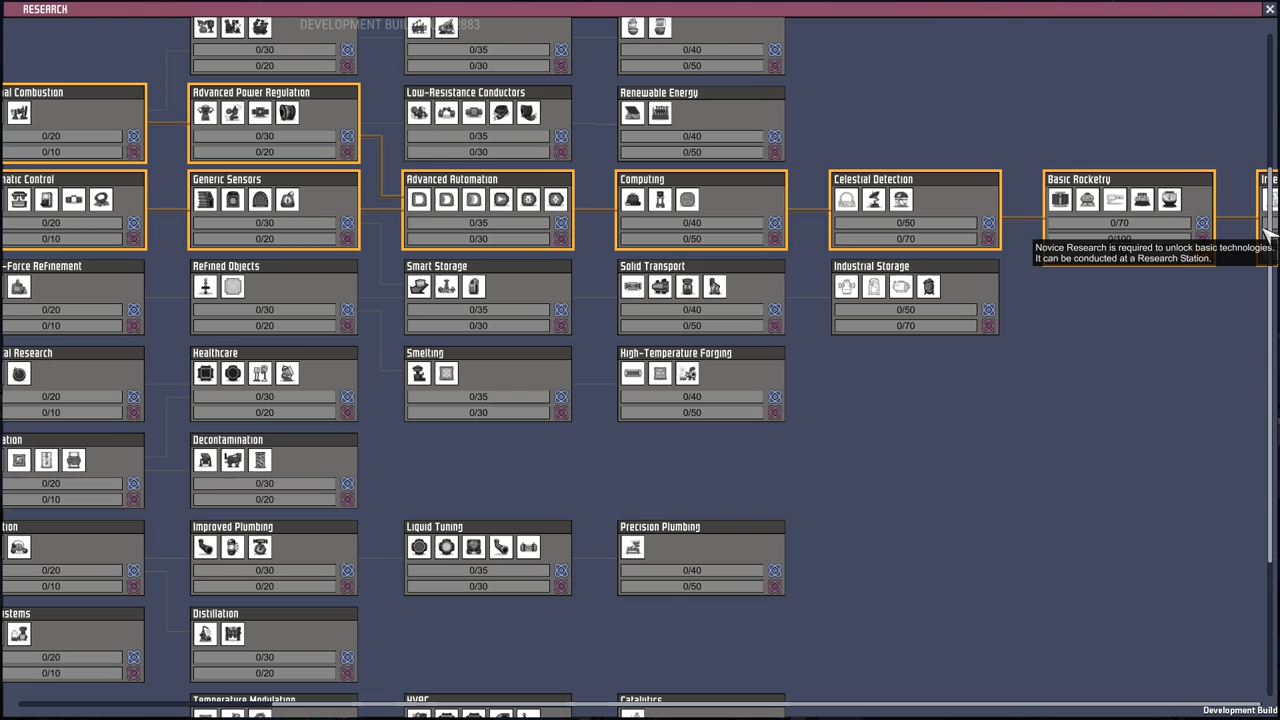 RESEARCH
DEVELOPMENT BUIL 2883
0/30
0/20
0/35
0/30
0/40
0/50
al Combustion
0/20
0/10
Advanced Power Regulation
0/30
0/20
Low-Resistance Conductors
0/35
0/30
Renewable Energy
0/40
0/50
matic Control
0/20
0/10
Generic Sensors
0/30
0/20
Advanced Automation
0/35
0/30
Computing
0/40
0/50
Celestial Detection
0/50
0/70
Basic Rocketry
0/70
0/100
Novice Research is required to unlock basic technologies.
It can be conducted at a Research Station.
-Force Refinement
0/20
0/10
Refined Objects
0/30
0/20
Smart Storage
0/35
0/30
Solid Transport
0/40
0/50
Industrial Storage
0/50
0/70
al Research
0/20
0/10
Healthcare
0/30
0/20
Smelting
0/35
0/30
High-Temperature Forging
0/40
0/50
ation
0/20
0/10
Decontamination
0/30
0/20
tion
0/20
0/10
Improved Plumbing
0/30
0/20
Liquid Tuning
0/35
0/30
Precision Plumbing
0/40
0/50
ystems
0/20
0/10
Distillation
0/30
0/20
Temperature Modulation
HVAC
Catalytics
Development Build